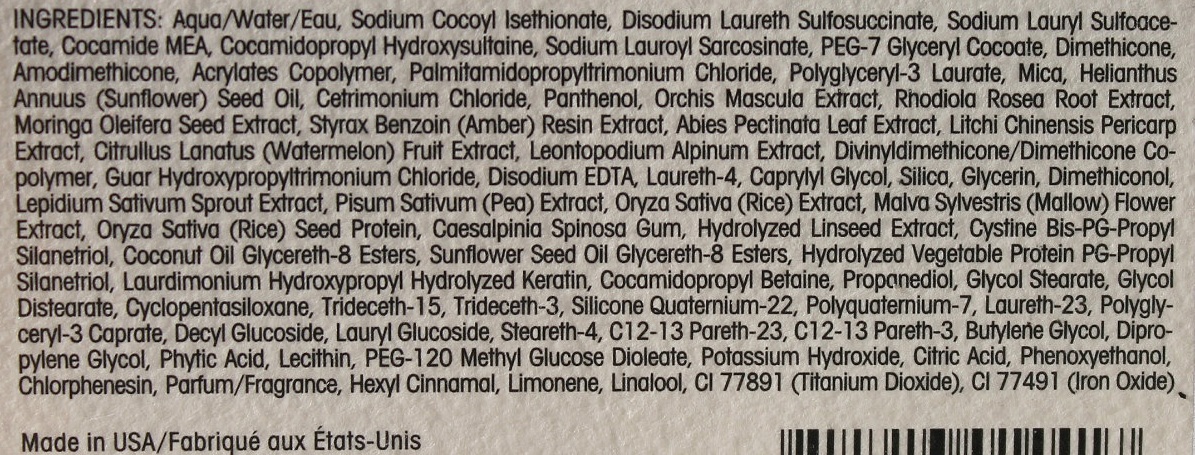 INGREDIENTS: Aqua/Water/Eau, Sodium Cocoyl Isethionate, Disodium Laureth Sulfosuccinate, Sodium Lauryl Sulfoace-
tate, Cocamide MEA, Cocamidopropyl Hydroxysultaine, Sodium Lauroyl Sarcosinate, PEG-7 Glyceryl Cocoate, Dimethicone,
Amodimethicone, Acrylates Copolymer, Palmitamidopropyltrimonium Chloride, Polyglyceryl-3 Laurate, Mica, Helianthus
Annuus (Sunflower) Seed Oil, Cetrimonium Chloride, Panthenol, Orchis Mascula Extract, Rhodiola Rosea Root Extract,
Moringa Oleifera Seed Extract, Styrax Benzoin (Amber) Resin Extract, Abies Pectinata Leaf Extract, Litchi Chinensis Pericarp
Extract, Citrullus Lanatus (Watermelon) Fruit Extract, Leontopodium Alpinum Extract, Divinyldimethicone/Dimethicone Co-
polymer, Guar Hydroxypropyltrimonium Chloride, Disodium EDTA, Laureth-4, Caprylyl Glycol, Silica, Glycerin, Dimethiconol,
Lepidium Sativum Sprout Extract, Pisum Sativum (Pea) Extract, Oryza Sativa (Rice) Extract, Malva Sylvestris (Mallow) Flower
Extract, Oryza Sativa (Rice) Seed Protein, Caesalpinia Spinosa Gum, Hydrolyzed Linseed Extract, Cystine Bis-PG-Propyl
Silanetriol, Coconut Oil Glycereth-8 Esters, Sunflower Seed Oil Glycereth-8 Esters, Hydrolyzed Vegetable Protein PG-Propyl
Silanetriol, Laurdimonium Hydroxypropyl Hydrolyzed Keratin, Cocamidopropyl Betaine, Propanediol, Glycol Stearate, Glycol
Distearate, Cyclopentasiloxane, Trideceth-15, Trideceth-3, Silicone Quaternium-22, Polyquaternium-7, Laureth-23, Polygly-
ceryl-3 Caprate, Decyl Glucoside, Lauryl Glucoside, Steareth-4, C12-13 Pareth-23, C12-13 Pareth-3, Butylene Glycol, Dipro-
pylene Glycol, Phytic Acid, Lecithin, PEG-120 Methyl Glucose Dioleate, Potassium Hydroxide, Citric Acid, Phenoxyethanol,
Chlorphenesin, Parfum/Fragrance, Hexyl Cinnamal, Limonene, Linalool, CI 77891 (Titanium Dioxide), CI 77491 (Iron Oxide)
Made in USA/Fabriqué aux États-Unis